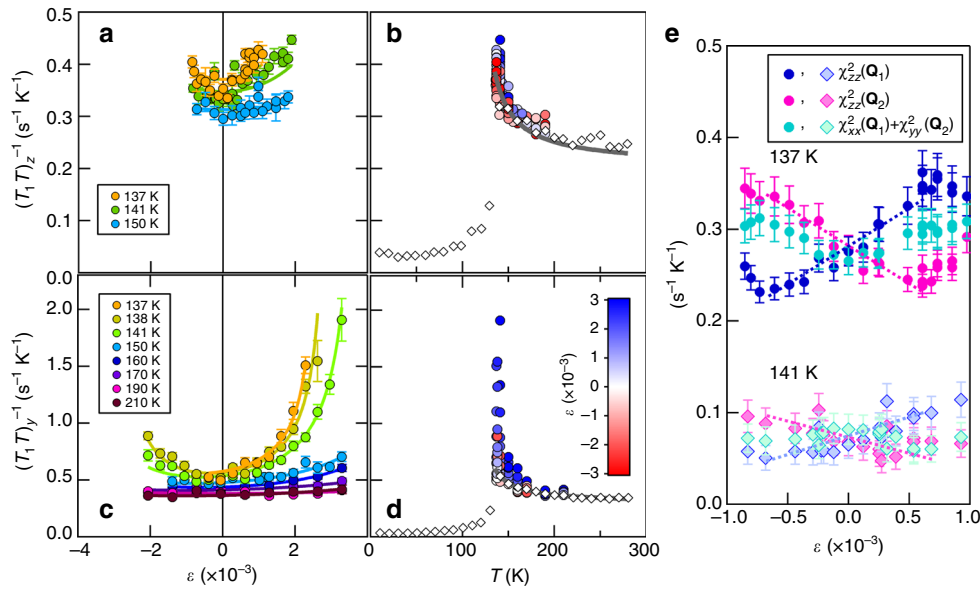 a
b
e
0.5
0.4
0.3
0.2
0.1
0.0
(T₁T)z⁻¹ (s⁻¹ K⁻¹)
137 K
141 K
150 K
2.0
1.5
1.0
0.5
0.0
(T₁T)y⁻¹ (s⁻¹ K⁻¹)
137 K
138 K
141 K
150 K
160 K
170 K
190 K
210 K
c
−4
−2
0
2
ε (×10⁻³)
3
2
1
0
−1
−2
−3
ε (×10⁻³)
d
0
100
200
300
T (K)
0.5
0.4
0.3
0.2
0.1
0.0
(s⁻¹ K⁻¹)
, χ²zz(Q₁)
, χ²zz(Q₂)
, χ²xx(Q₁)+χ²yy(Q₂)
137 K
141 K
−1.0
−0.5
0.0
0.5
1.0
ε (×10⁻³)